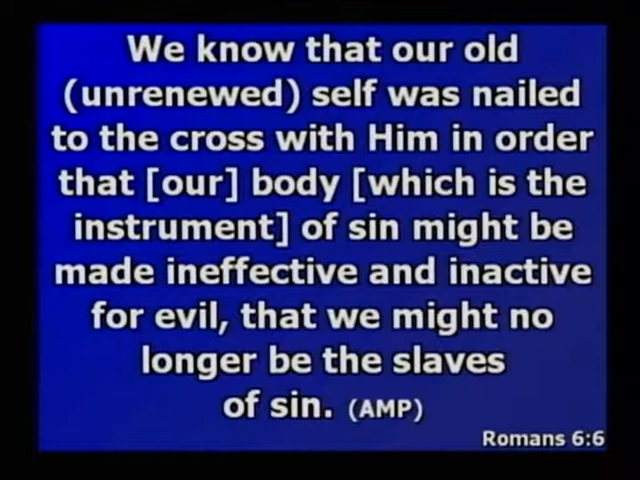 We know that our old
(unrenewed) self was nailed
to the cross with Him in order
that [our] body [which is the
instrument] of sin might be
made ineffective and inactive
for evil, that we might no
longer be the slaves
of sin. (AMP)
Romans 6:6